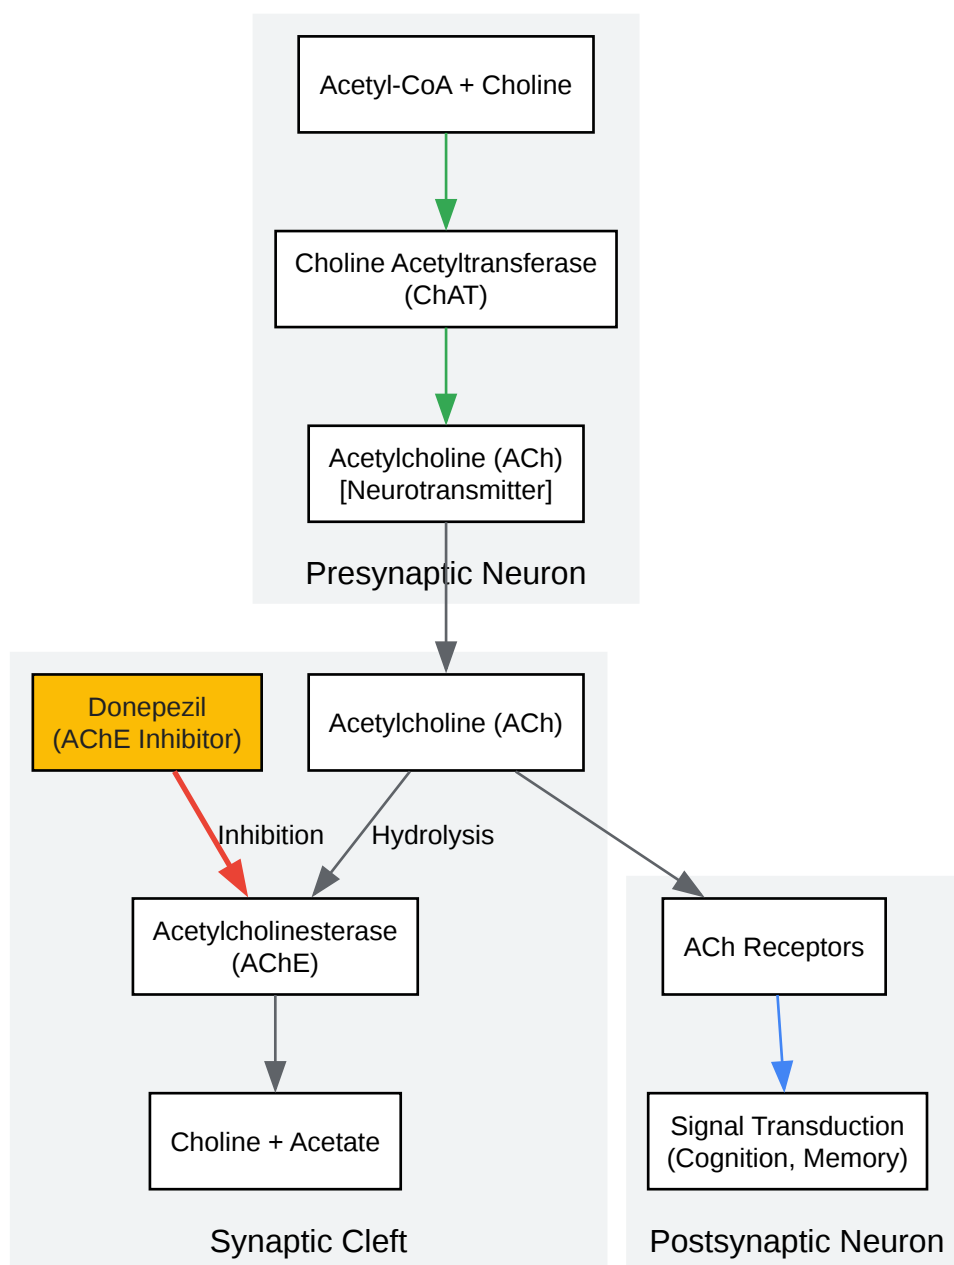 Acetyl-CoA + Choline
Choline Acetyltransferase
(ChAT)
Acetylcholine (ACh)
[Neurotransmitter]
Presynaptic Neuron
Donepezil
(AChE Inhibitor)
Acetylcholine (ACh)
Inhibition
Hydrolysis
Acetylcholinesterase
(AChE)
ACh Receptors
Choline + Acetate
Signal Transduction
(Cognition, Memory)
Synaptic Cleft
Postsynaptic Neuron